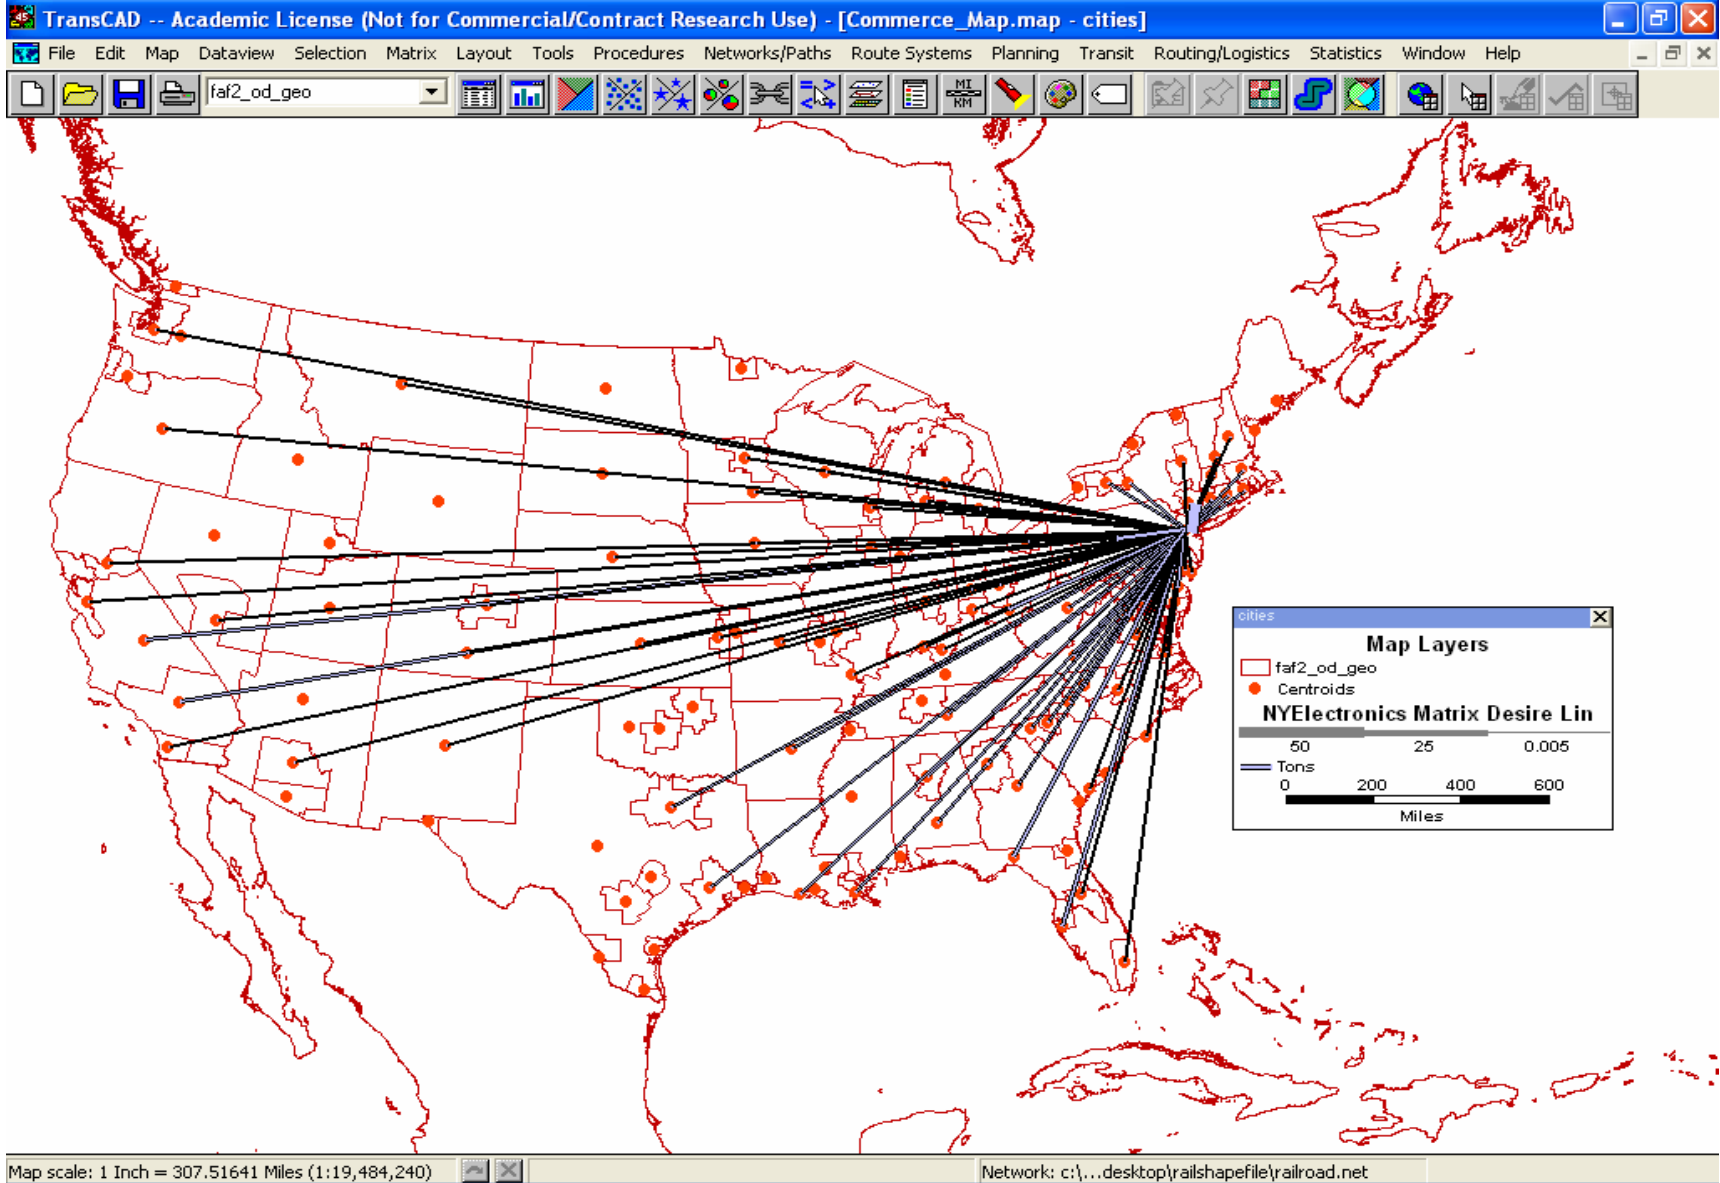 TransCAD -- Academic License (Not for Commercial/Contract Research Use) - [Commerce_Map.map - cities]
File Edit Map Dataview Selection Matrix Layout Tools Procedures Networks/Paths Route Systems Planning Transit Routing/Logistics Statistics Window Help
faf2_od_geo
MI
KM
cities
Map Layers
faf2_od_geo
Centroids
NYElectronics Matrix Desire Lin
50 25 0.005
Tons
0 200 400 600
Miles
Map scale: 1 Inch = 307.51641 Miles (1:19,484,240) Network: c:\...desktop\railshapefile\railroad.net